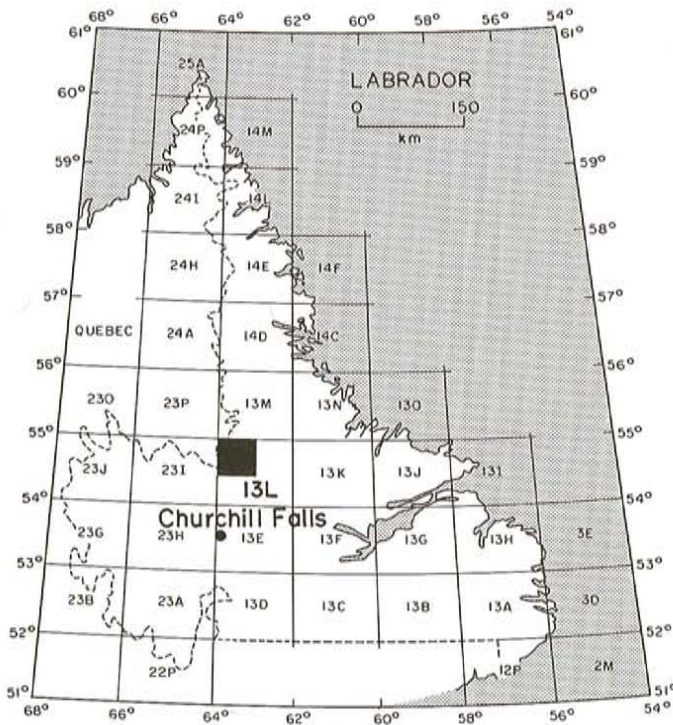 68° 66° 64° 62° 60° 58° 56° 54°
61° 61°
25A
LABRADOR
60° 60°
0 150
km
24P 14M
59° 59°
24I 14L
58° 58°
24H 14E 14F
57° 57°
QUEBEC 24A 14D 14C
56° 56°
23O 23P 13M 13N 13O
55° 55°
23J 23I 13K 13J 13I
13L
54° 54°
Churchill Falls
23G 23H 13E 13F 13G 13H 3E
53° 53°
23B 23A 13D 13C 13B 13A 3D
52° 52°
22P 12P 2M
51° 51°
68° 66° 64° 62° 60° 58° 56° 54°